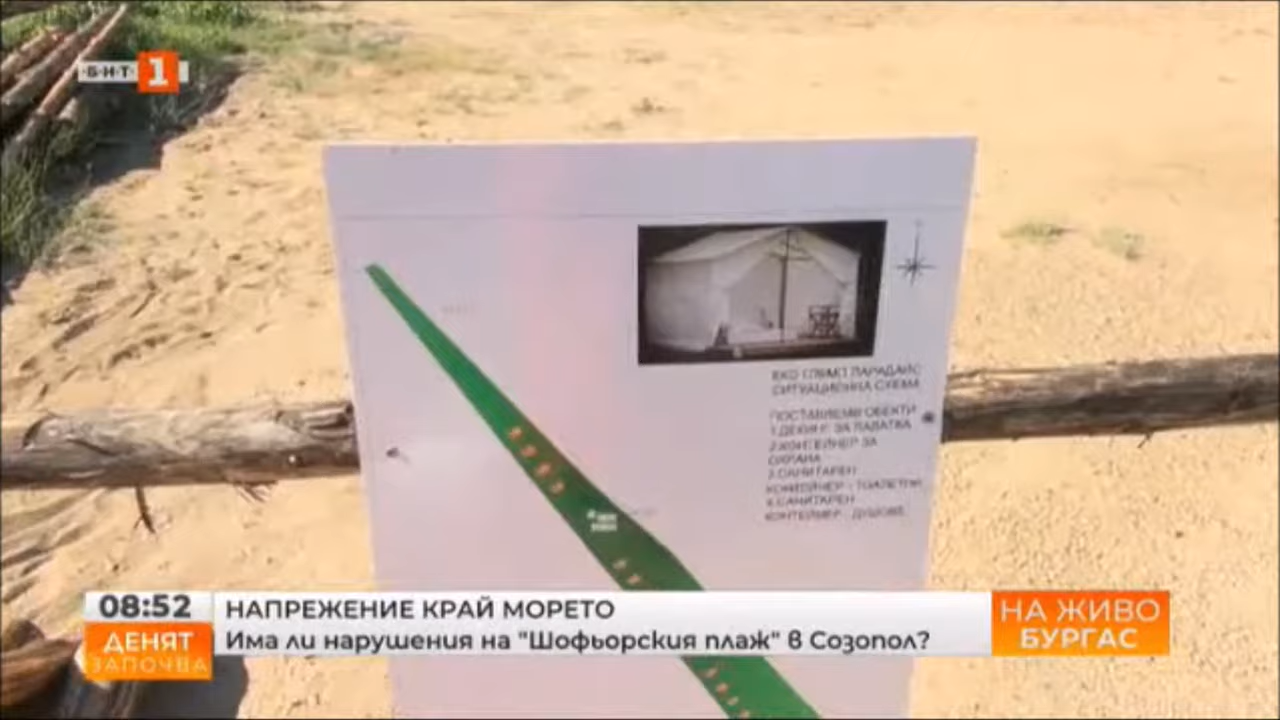 БНТ 1
ЕКО ГЛЕМП ПАРАДАЙС
СИТУАЦИОННА СХЕМА
ПОСТАВЯЕМИ ОБЕКТИ
ЗА ПАЛАТКА
2.КОНТЕЙНЕР ЗА
ОХРАНА
3.САНИТАРЕН
КОНТЕЙНЕР - ТОАЛЕТНИ
4.САНИТАРЕН
КОНТЕЙНЕР - ДУШОВЕ
08:52
ДЕНЯТ
ЗАПОЧВА
НАПРЕЖЕНИЕ КРАЙ МОРЕТО
Има ли нарушения на "Шофьорския плаж" в Созопол?
НА ЖИВО
БУРГАС